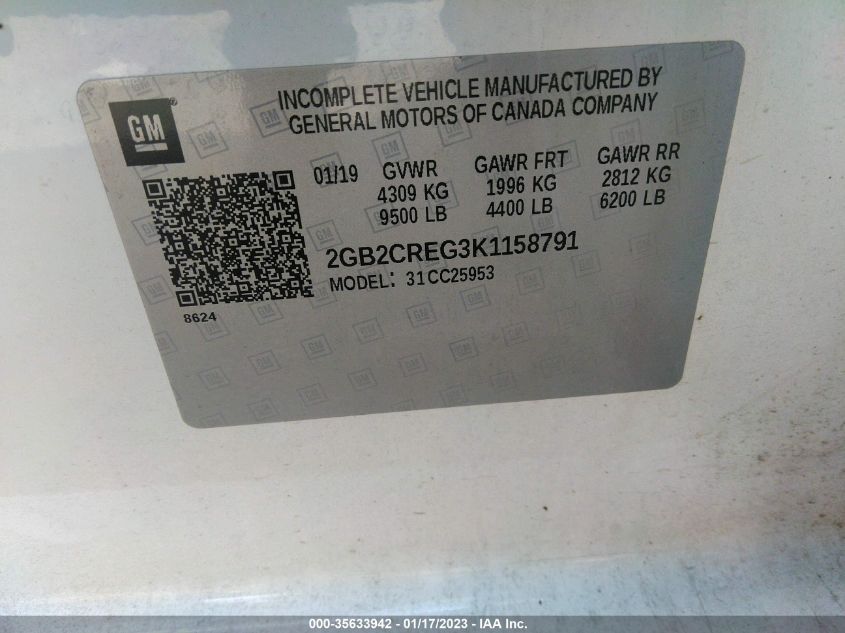 INCOMPLETE VEHICLE MANUFACTURED BY
GENERAL MOTORS OF CANADA COMPANY
GM
®
01/19 GVWR GAWR FRT GAWR RR
4309 KG 1996 KG 2812 KG
9500 LB 4400 LB 6200 LB
2GB2CREG3K1158791
MODEL: 31CC25953
8624
000-35633942 - 01/17/2023 - IAA Inc.